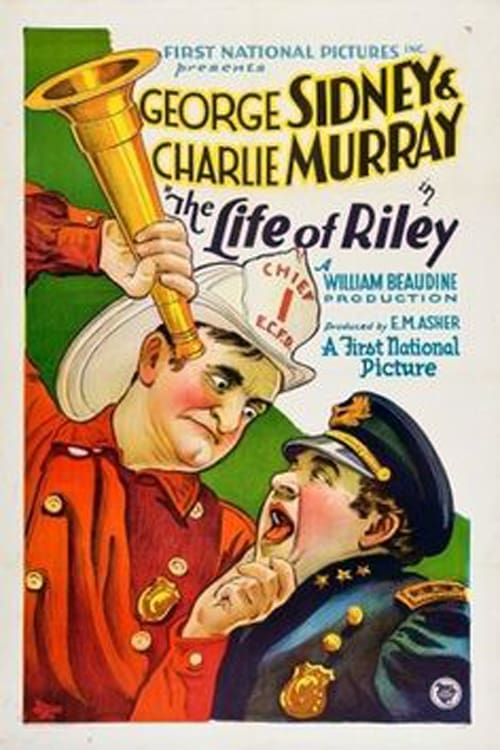 FIRST NATIONAL PICTURES INC.
presents
GEORGE SIDNEY &
CHARLIE MURRAY
in
"The Life of Riley
A
WILLIAM BEAUDINE
PRODUCTION
produced by E.M. ASHER
A First National
Picture
CHIEF
1
E.C.F.D.